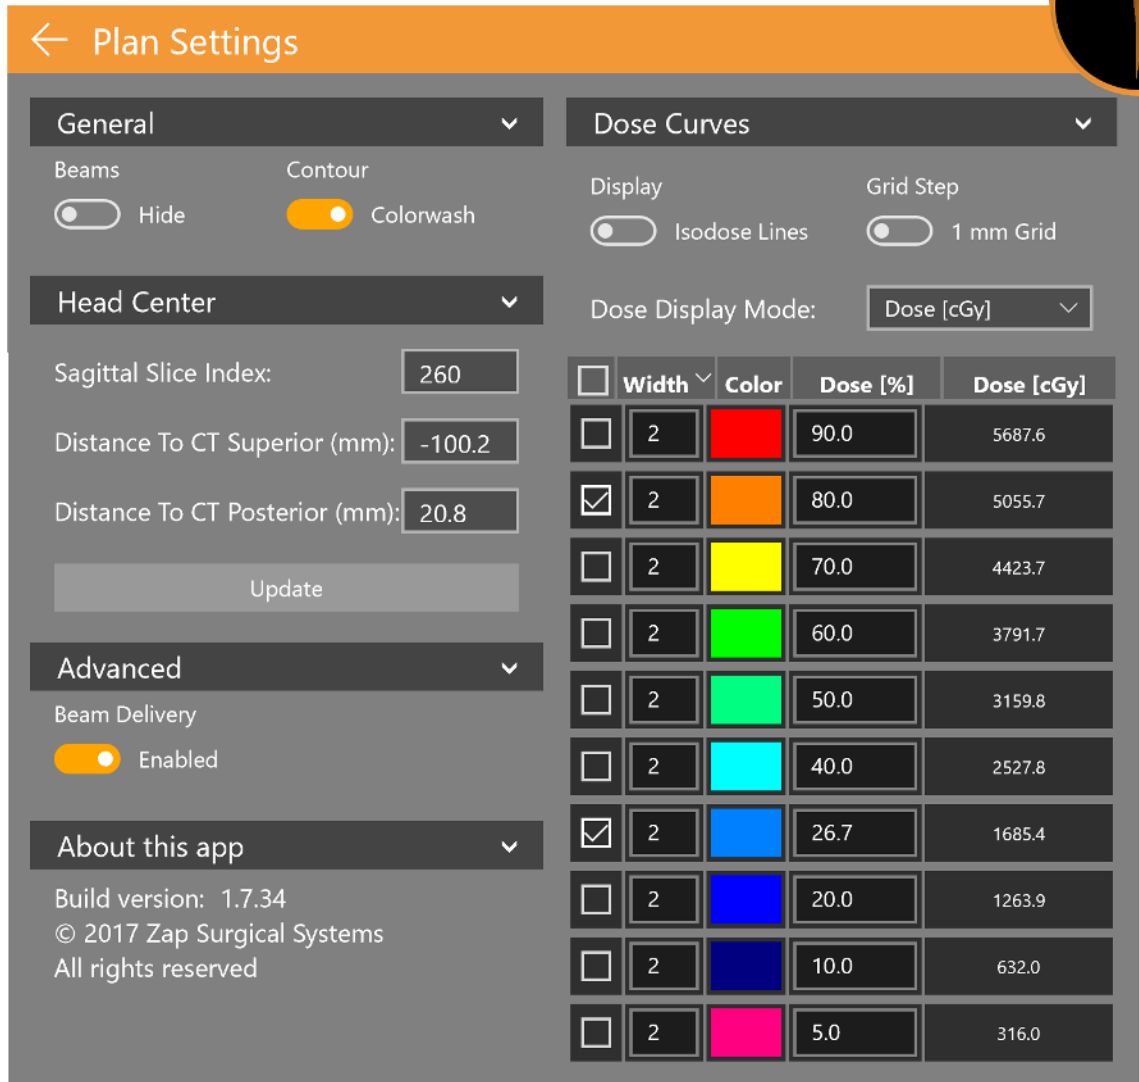 Plan Settings
General
Beams Contour
Hide Colorwash
Head Center
Sagittal Slice Index: 260
Distance To CT Superior (mm): -100.2
Distance To CT Posterior (mm): 20.8
Update
Advanced
Beam Delivery
Enabled
About this app
Build version: 1.7.34
© 2017 Zap Surgical Systems
All rights reserved
Dose Curves
Display Grid Step
Isodose Lines 1 mm Grid
Dose Display Mode: Dose [cGy]
Width Color Dose [%] Dose [cGy]
2 90.0 5687.6
2 80.0 5055.7
2 70.0 4423.7
2 60.0 3791.7
2 50.0 3159.8
2 40.0 2527.8
2 26.7 1685.4
2 20.0 1263.9
2 10.0 632.0
2 5.0 316.0